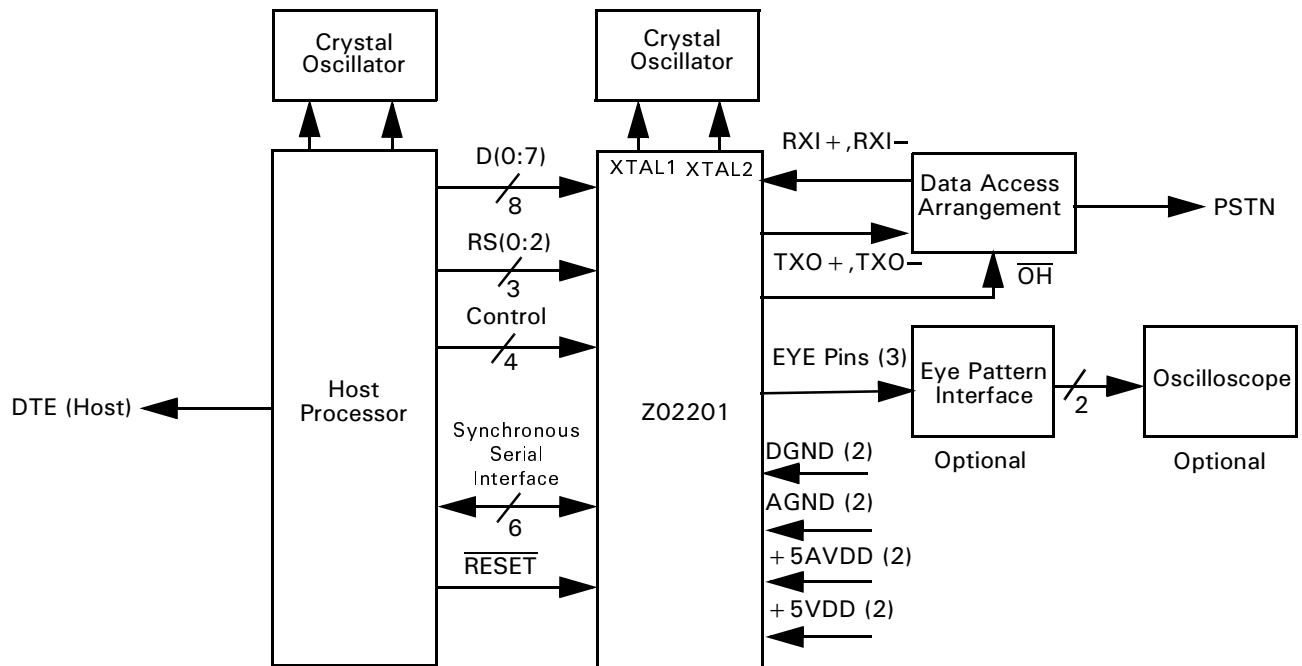 Crystal
Oscillator
Crystal
Oscillator
D(0:7)
8
RS(0:2)
3
Control
4
XTAL1 XTAL2
RXI+,RXI–
Data Access
Arrangement
PSTN
TXO+,TXO–
OH
EYE Pins (3)
Eye Pattern
Interface
2
Oscilloscope
Optional
Optional
DTE (Host)
Host
Processor
Z02201
Synchronous
Serial
Interface
6
RESET
DGND (2)
AGND (2)
+5AVDD (2)
+5VDD (2)